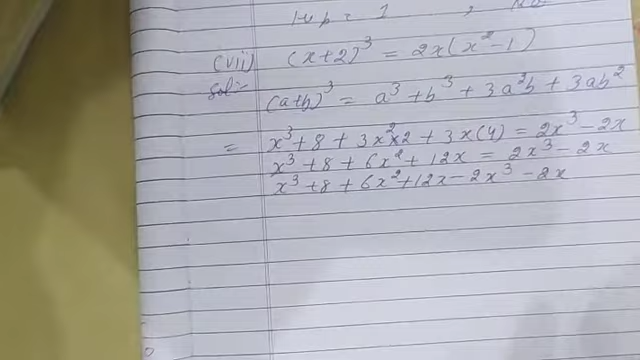 (vii) (x+2)³ = 2x(x²-1)
Sol:- (a+b)³ = a³ + b³ + 3a²b + 3ab²
= x³ + 8 + 3x²×2 + 3x(4) = 2x³ - 2x
x³ + 8 + 6x² + 12x = 2x³ - 2x
x³ + 8 + 6x² + 12x - 2x³ - 2x